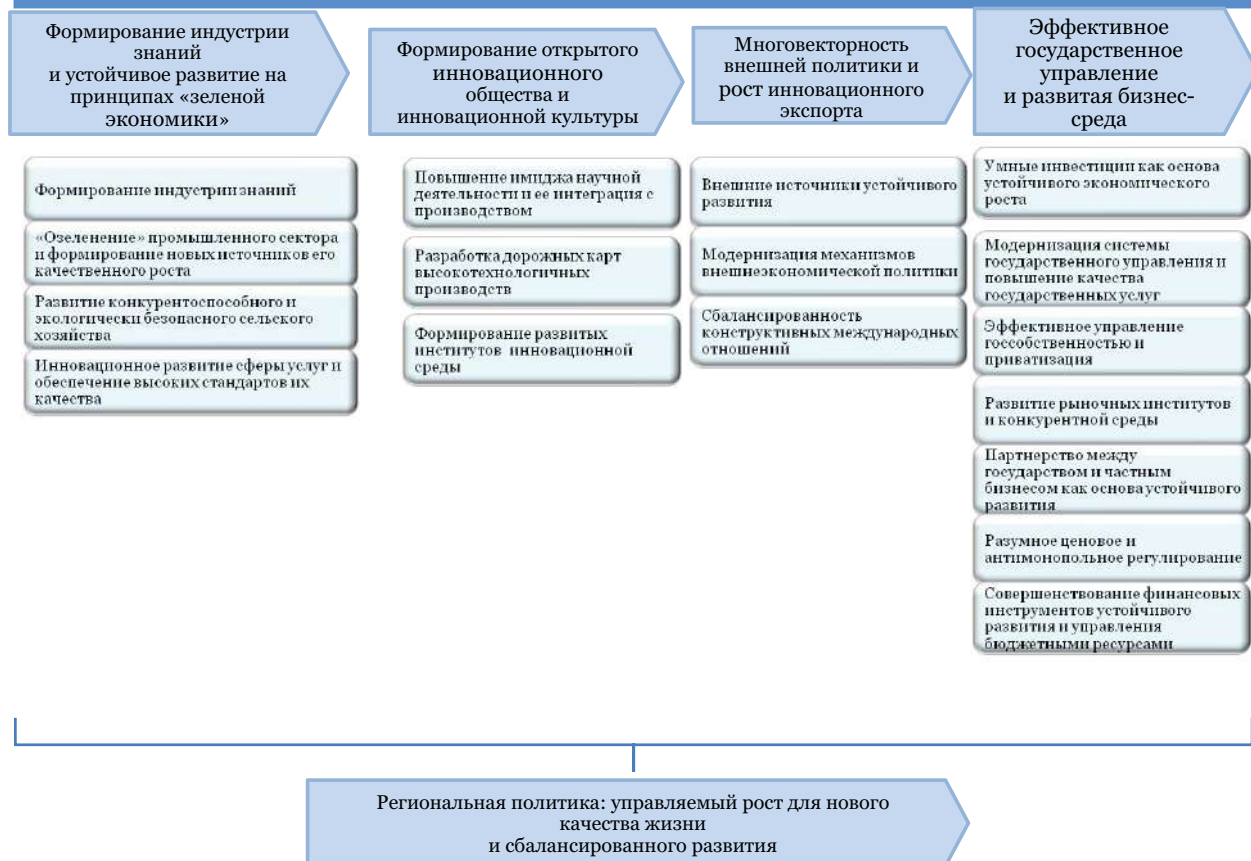 Формирование индустрии
знаний
и устойчивое развитие на
принципах «зеленой
экономики»
Формирование открытого
инновационного
общества и
инновационной культуры
Многовекторность
внешней политики и
рост инновационного
экспорта
Эффективное
государственное
управление
и развитая бизнес-
среда
Формирование индустрии знаний
«Озеленение» промышленного сектора
и формирование новых источников его
качественного роста
Развитие конкурентоспособного и
экологически безопасного сельского
хозяйства
Инновационное развитие сферы услуг и
обеспечение высоких стандартов их
качества
Повышение имиджа научной
деятельности и ее интеграция с
производством
Разработка дорожных карт
высокотехнологичных
производств
Формирование развитых
институтов инновационной
среды
Внешние источники устойчивого
развития
Модернизация механизмов
внешнеэкономической политики
Сбалансированность
конструктивных международных
отношений
Умные инвестиции как основа
устойчивого экономического
роста
Модернизация системы
государственного управления и
повышение качества
государственных услуг
Эффективное управление
госсобственностью и
приватизация
Развитие рыночных институтов
и конкурентной среды
Партнерство между
государством и частным
бизнесом как основа устойчивого
развития
Разумное ценовое и
антимонопольное регулирование
Совершенствование финансовых
инструментов устойчивого
развития и управления
бюджетными ресурсами
Региональная политика: управляемый рост для нового
качества жизни
и сбалансированного развития